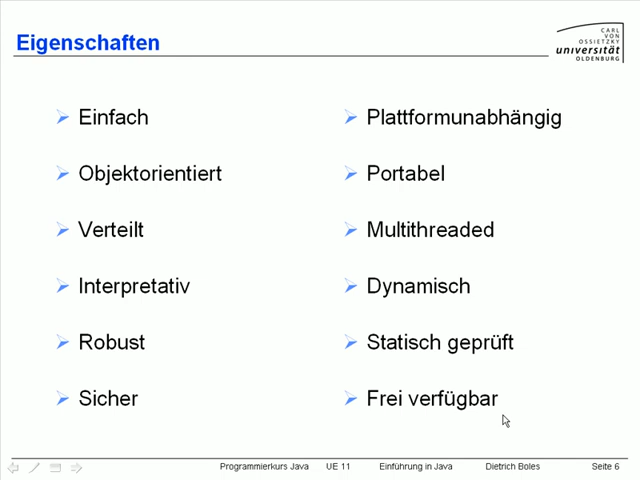 Eigenschaften
CARL
VON
OSSIETZKY
universität
OLDENBURG
Einfach
Objektorientiert
Verteilt
Interpretativ
Robust
Sicher
Plattformunabhängig
Portabel
Multithreaded
Dynamisch
Statisch geprüft
Frei verfügbar
Programmierkurs Java UE 11 Einführung in Java Dietrich Boles Seite 6